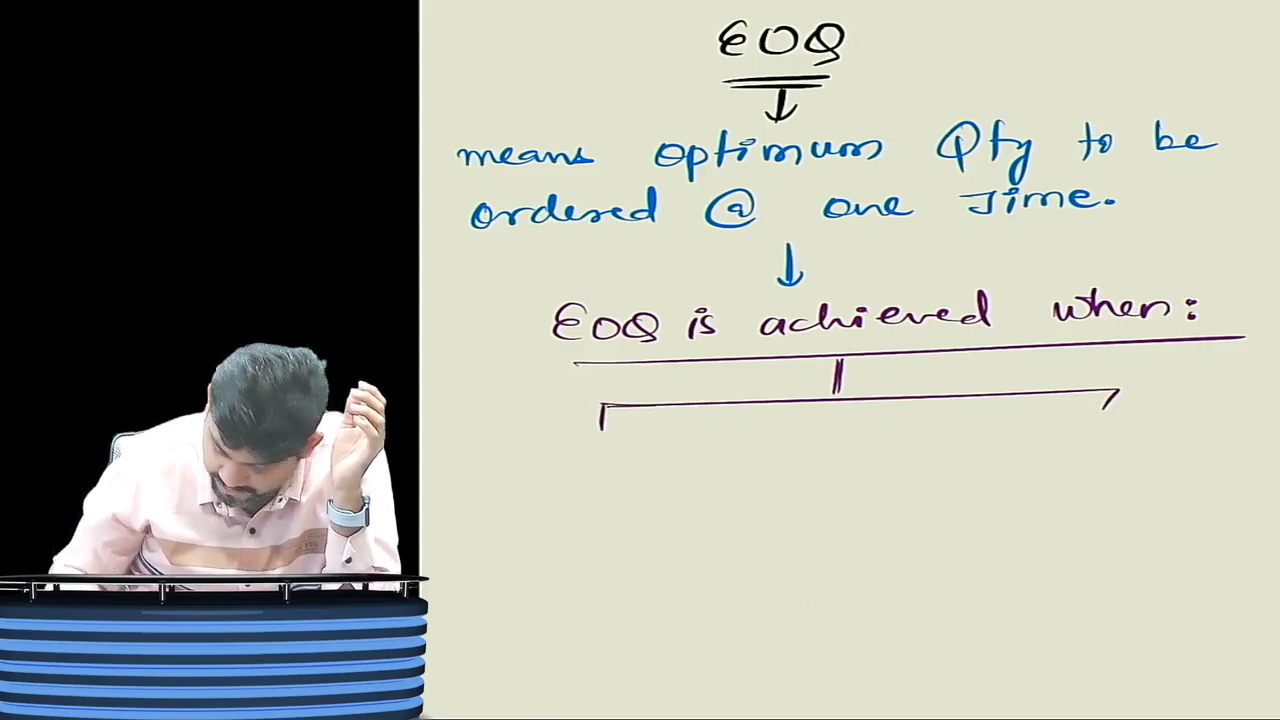 EOQ
means optimum Qty to be
ordered @ one Time.
EOQ is achieved when: